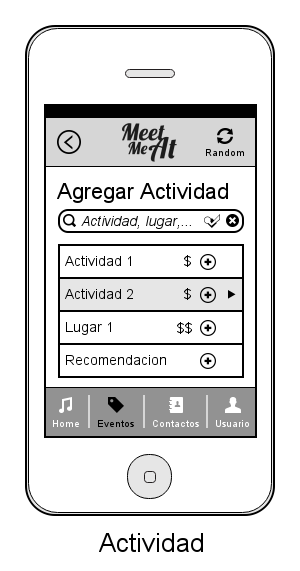 Meet
Me At
Random
Agregar Actividad
Actividad, lugar,...
Actividad 1 $
Actividad 2 $
Lugar 1 $$
Recomendacion
Home Eventos Contactos Usuario
Actividad